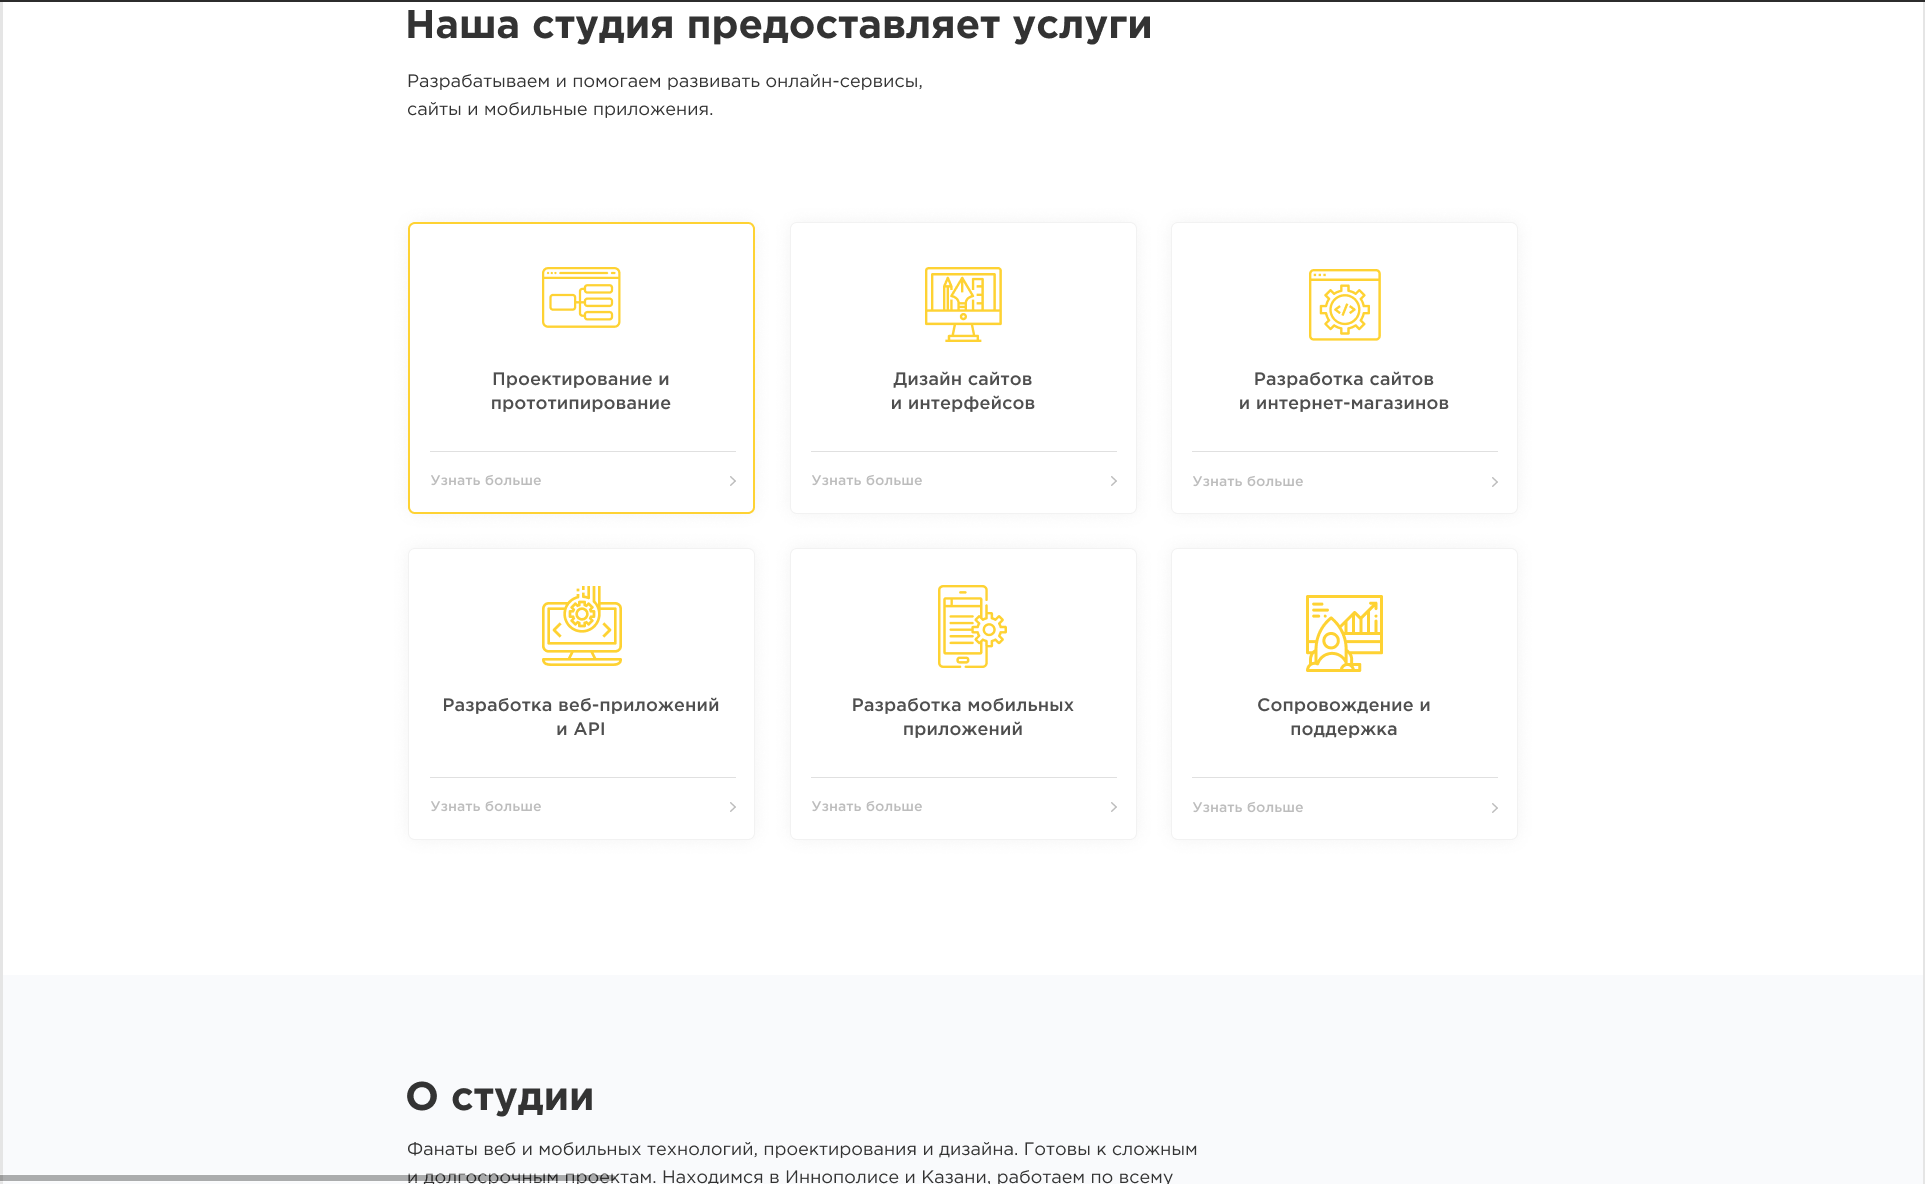 Наша студия предоставляет услуги
Разрабатываем и помогаем развивать онлайн-сервисы,
сайты и мобильные приложения.
Проектирование и
прототипирование
Узнать больше
Дизайн сайтов
и интерфейсов
Узнать больше
Разработка сайтов
и интернет-магазинов
Узнать больше
Разработка веб-приложений
и API
Узнать больше
Разработка мобильных
приложений
Узнать больше
Сопровождение и
поддержка
Узнать больше
О студии
Фанаты веб и мобильных технологий, проектирования и дизайна. Готовы к сложным
и долгосрочным проектам. Находимся в Иннополисе и Казани, работаем по всему